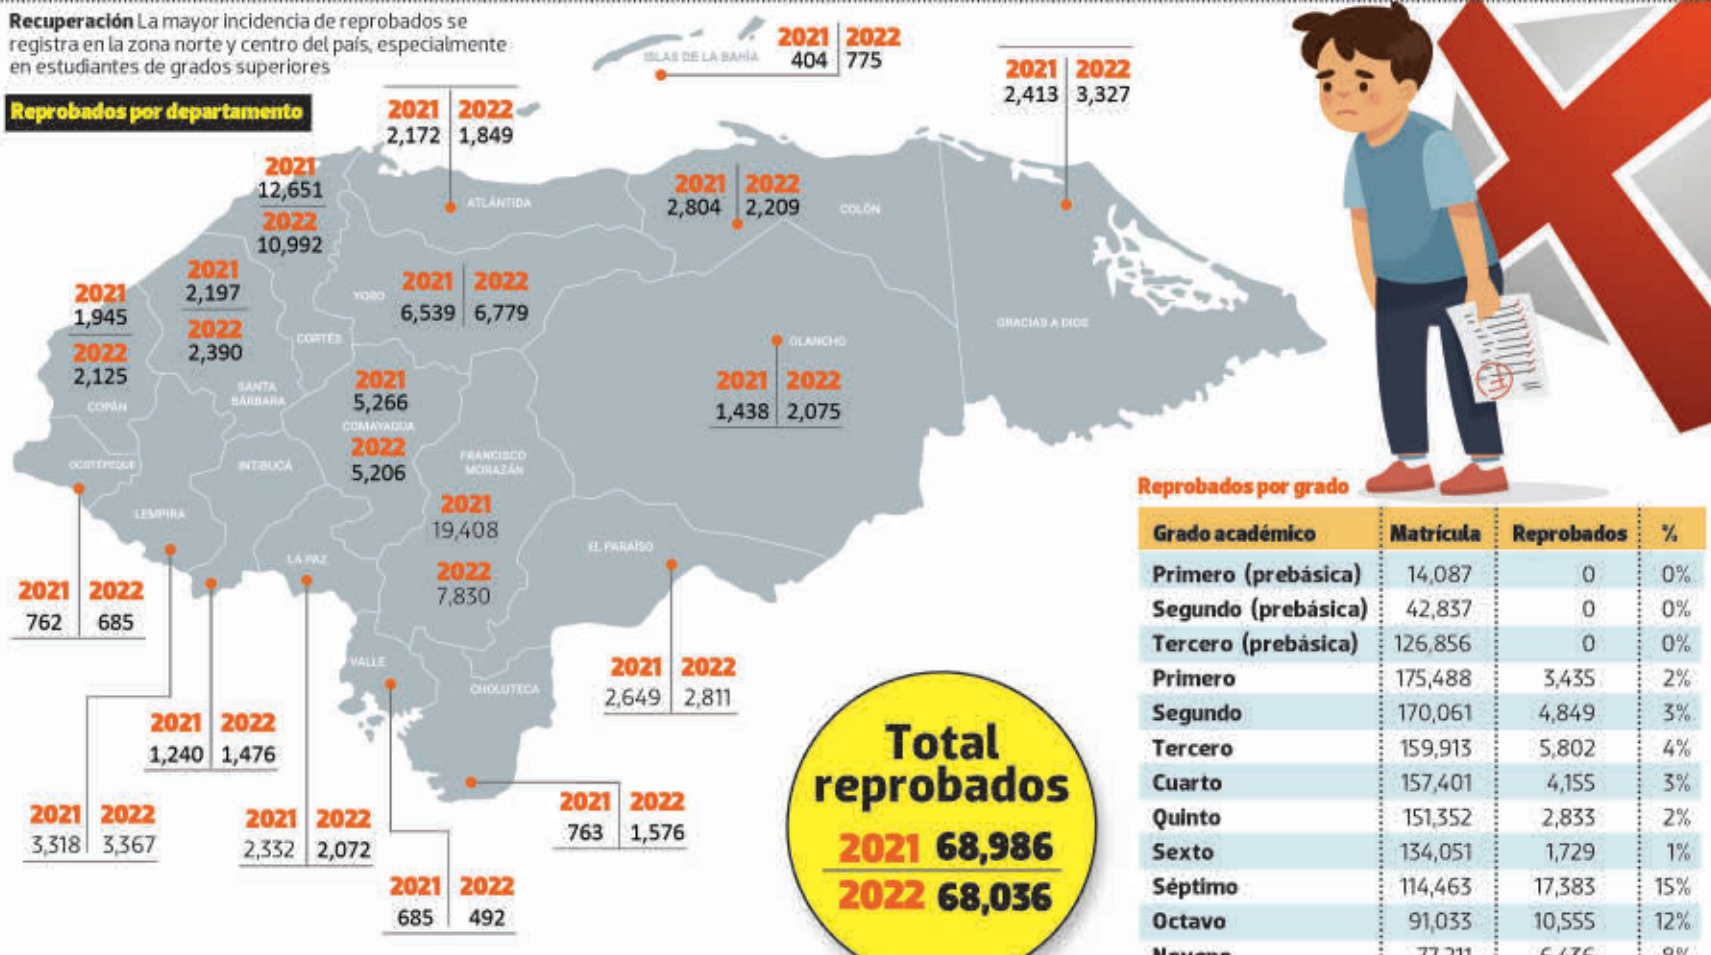 Recuperación La mayor incidencia de reprobados se
registra en la zona norte y centro del país, especialmente
en estudiantes de grados superiores
Reprobados por departamento
ISLAS DE LA BAHÍA
2021 2022
404 775
2021 2022
2,413 3,327
2021 2022
2,172 1,849
2021
12,651
2022
10,992
ATLÁNTIDA
2021 2022
2,804 2,209
COLÓN
2021
2,197
2022
2,390
2021
1,945
2022
2,125
COPÁN
YORO
2021 2022
6,539 6,779
CORTÉS
GRACIAS A DIOS
OLANCHO
2021 2022
1,438 2,075
SANTA
BÁRBARA
2021
5,266
COMAYAGUA
2022
5,206
OCOTEPEQUE
INTIBUCÁ
FRANCISCO
MORAZÁN
2021
19,408
2022
7,830
LEMPIRA
LA PAZ
EL PARAÍSO
2021 2022
762 685
VALLE
CHOLUTECA
2021 2022
2,649 2,811
2021 2022
1,240 1,476
2021 2022
3,318 3,367
2021 2022
2,332 2,072
2021 2022
763 1,576
2021 2022
685 492
Total
reprobados
2021 68,986
2022 68,036
Reprobados por grado
Grado académico Matrícula Reprobados %
Primero (prebásica) 14,087 0 0%
Segundo (prebásica) 42,837 0 0%
Tercero (prebásica) 126,856 0 0%
Primero 175,488 3,435 2%
Segundo 170,061 4,849 3%
Tercero 159,913 5,802 4%
Cuarto 157,401 4,155 3%
Quinto 151,352 2,833 2%
Sexto 134,051 1,729 1%
Séptimo 114,463 17,383 15%
Octavo 91,033 10,555 12%
Noveno 77,211 6,436 8%